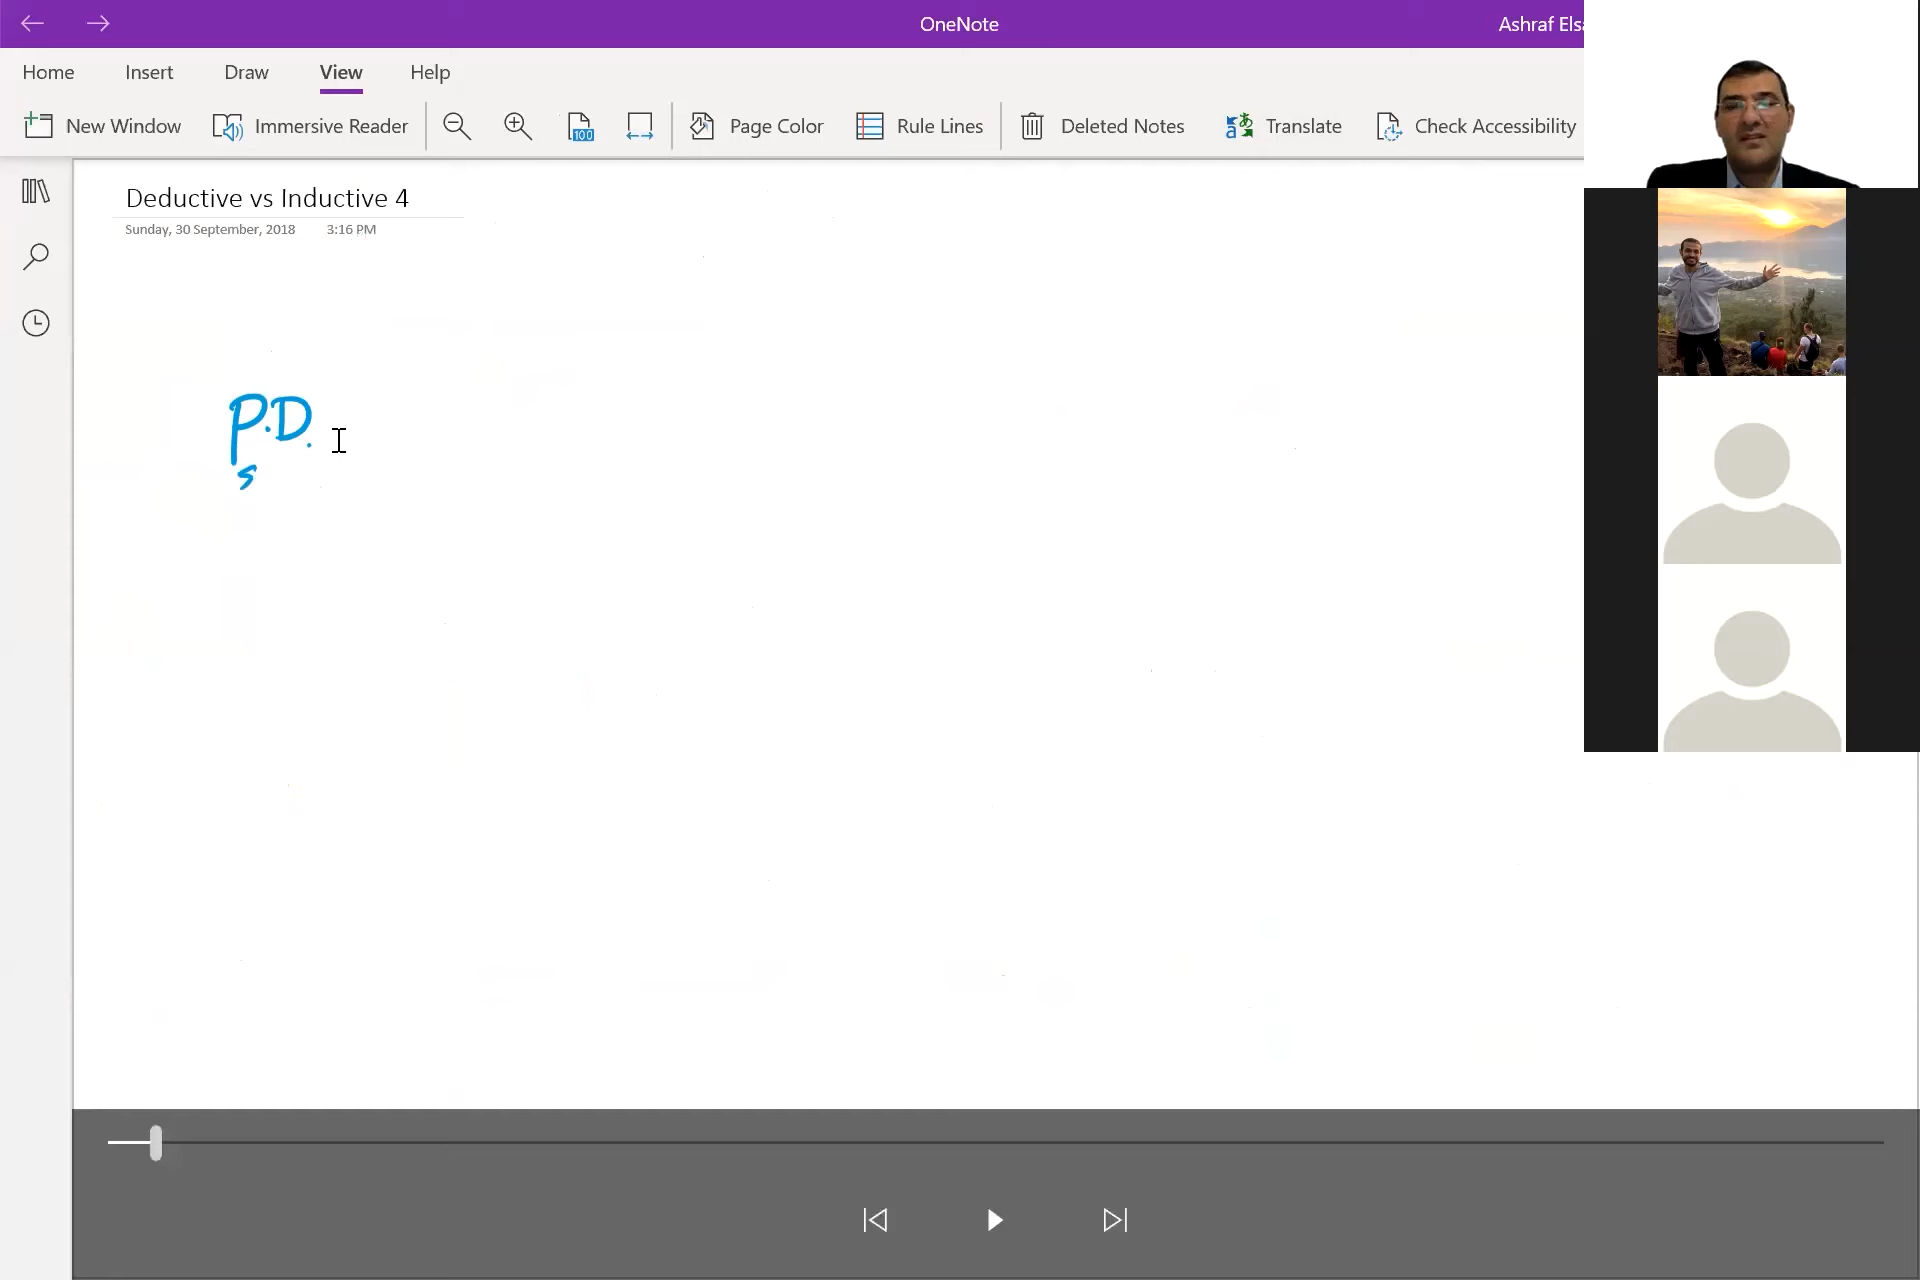 OneNote
Ashraf Els
Home Insert Draw View Help
New Window Immersive Reader 100 Page Color Rule Lines Deleted Notes Translate Check Accessibility
Deductive vs Inductive 4
Sunday, 30 September, 2018 3:16 PM
P.D.
s